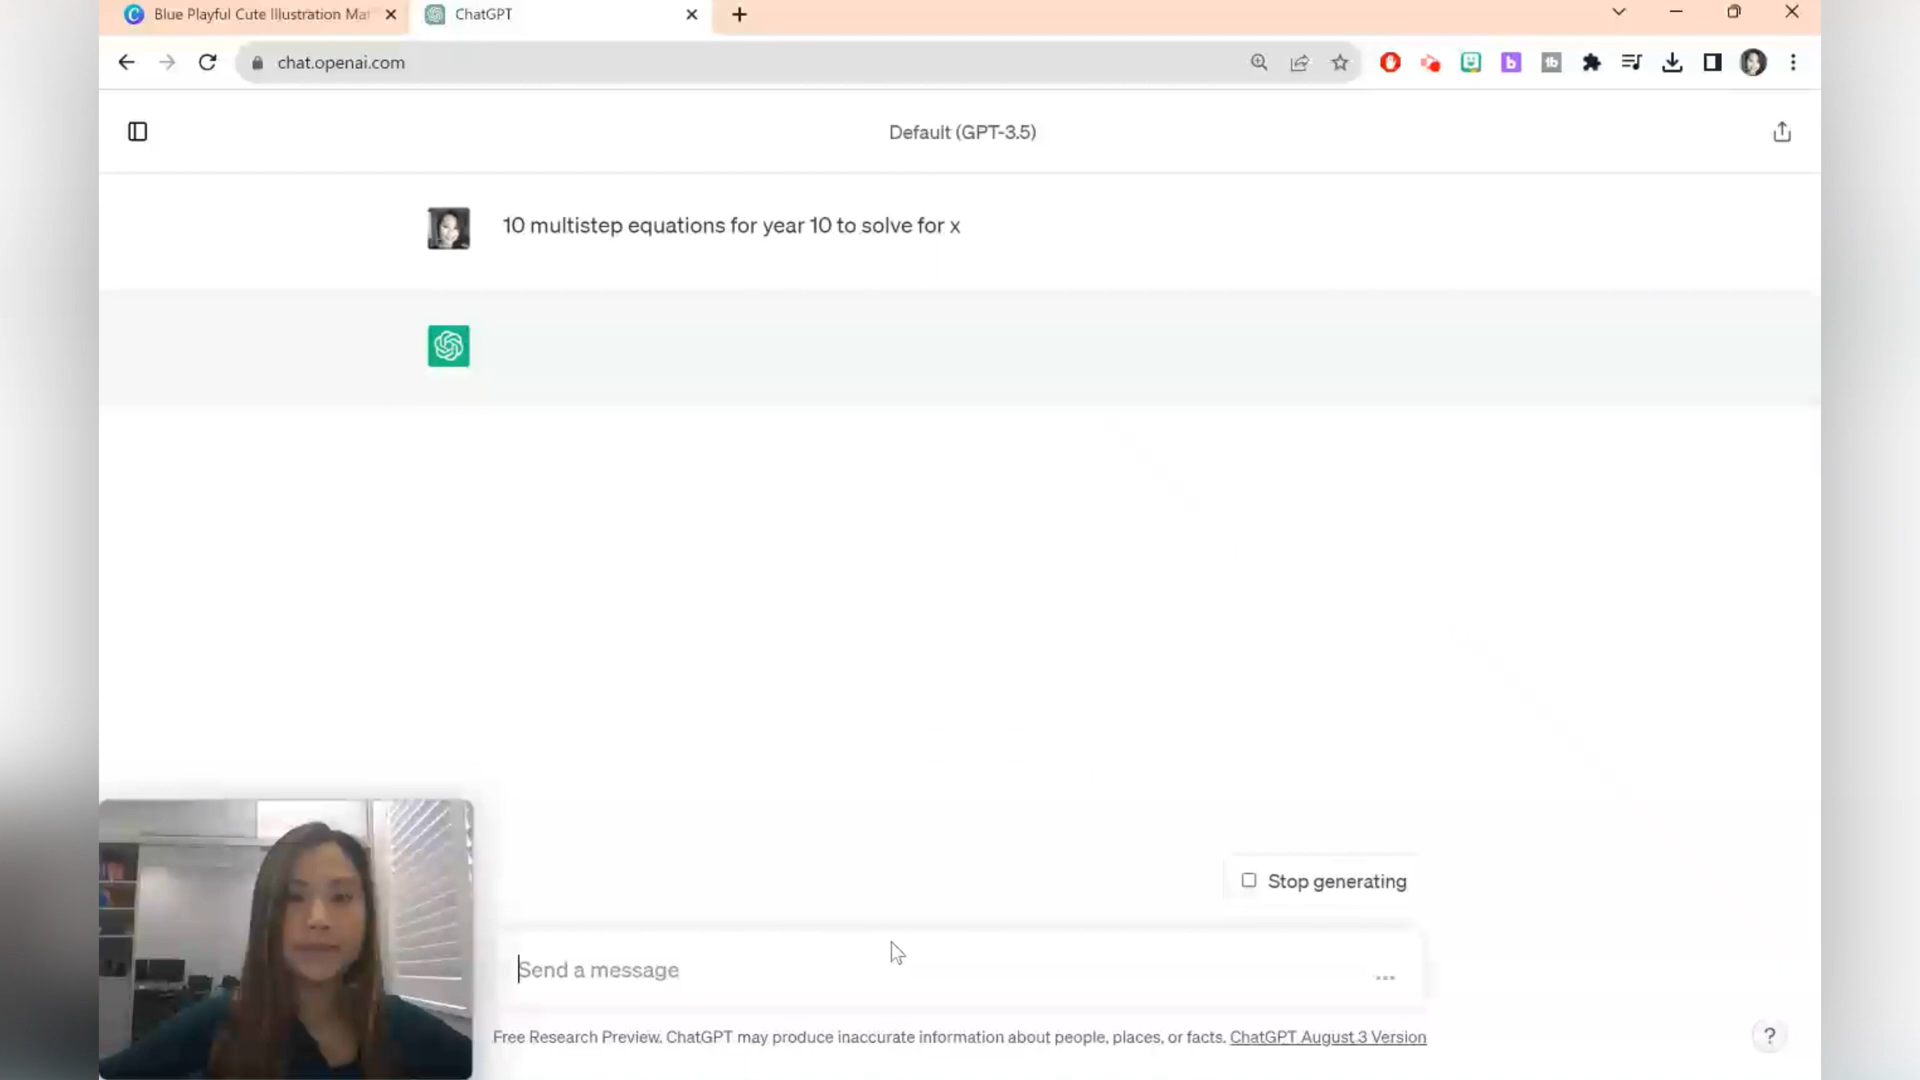 Blue Playful Cute Illustration Mat
ChatGPT
chat.openai.com
Default (GPT-3.5)
10 multistep equations for year 10 to solve for x
Stop generating
Send a message
Free Research Preview. ChatGPT may produce inaccurate information about people, places, or facts. ChatGPT August 3 Version
?